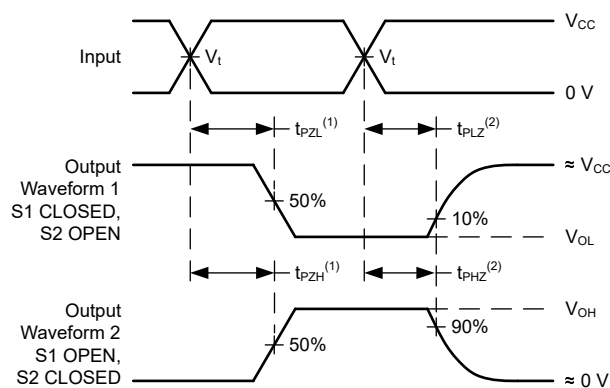 V_CC
Input
V_t
V_t
0 V
t_PZL^(1)
t_PLZ^(2)
Output
Waveform 1
S1 CLOSED,
S2 OPEN
≈ V_CC
50%
10%
V_OL
t_PZH^(1)
t_PHZ^(2)
Output
Waveform 2
S1 OPEN,
S2 CLOSED
V_OH
90%
50%
≈ 0 V